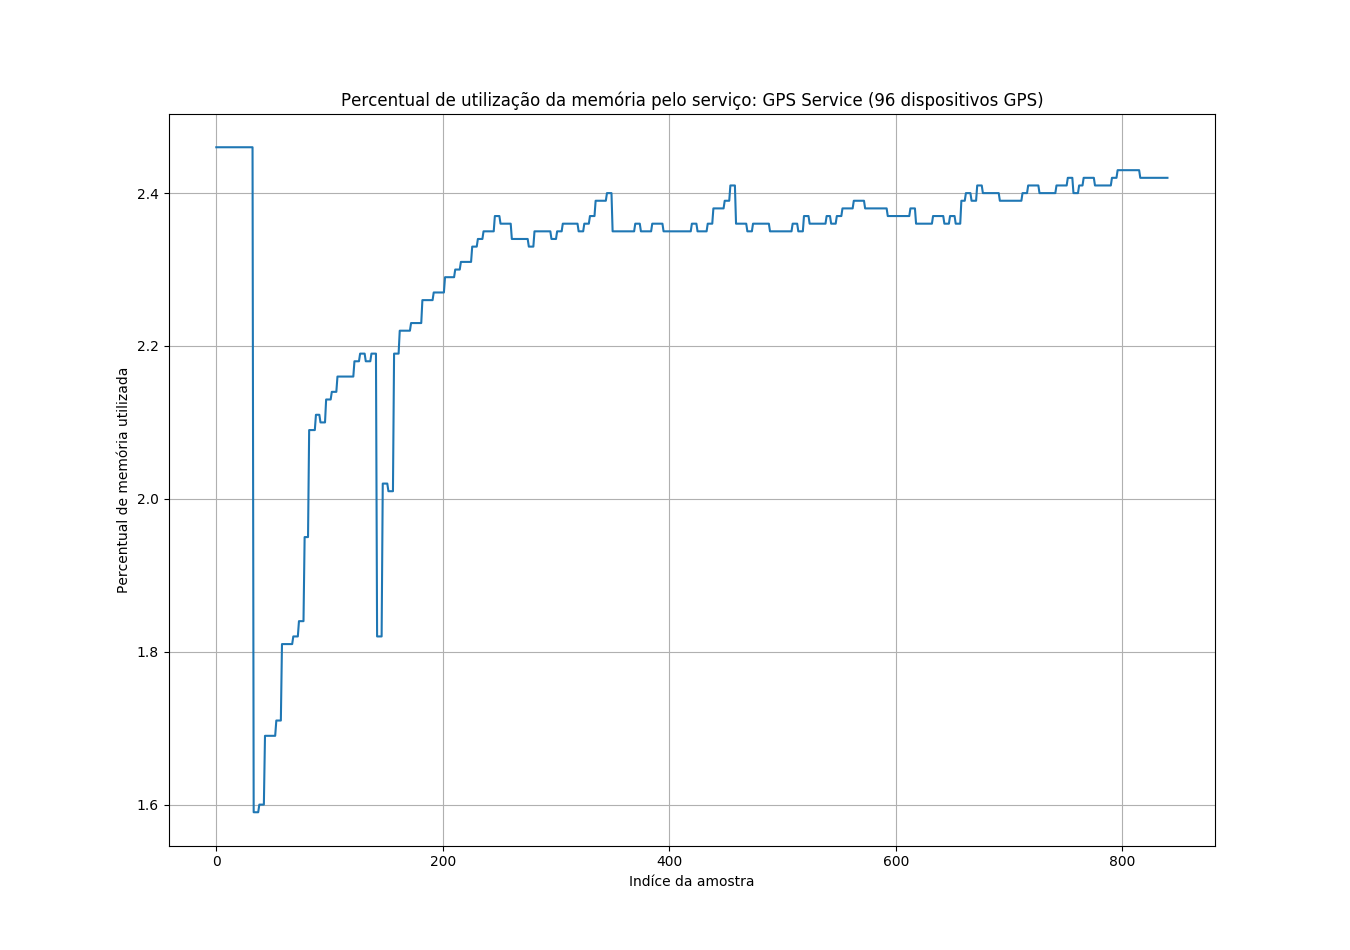 Percentual de utilização da memória pelo serviço: GPS Service (96 dispositivos GPS)
Percentual de memória utilizada
2.4
2.2
2.0
1.8
1.6
0 200 400 600 800
Indíce da amostra